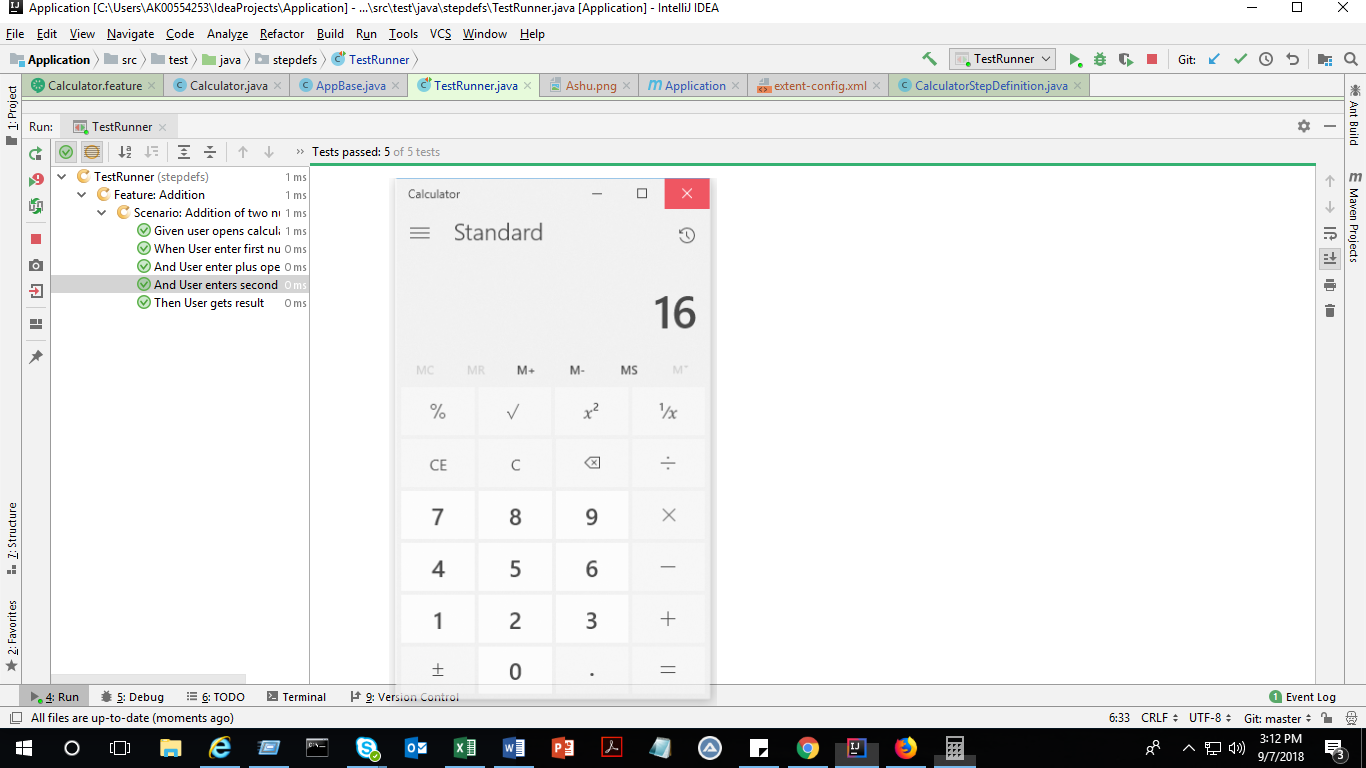 Application [C:\Users\AK00554253\IdeaProjects\Application] - ...\src\test\java\stepdefs\TestRunner.java [Application] - IntelliJ IDEA
File Edit View Navigate Code Analyze Refactor Build Run Tools VCS Window Help
Application src test java stepdefs TestRunner TestRunner Git:
Calculator.feature Calculator.java AppBase.java TestRunner.java Ashu.png Application extent-config.xml CalculatorStepDefinition.java
1: Project
7: Structure
2: Favorites
Ant Build
Maven Projects
Run: TestRunner
Tests passed: 5 of 5 tests
TestRunner (stepdefs) 1 ms
Feature: Addition 1 ms
Scenario: Addition of two nu 1 ms
Given user opens calcula 1 ms
When User enter first nu 0 ms
And User enter plus ope 0 ms
And User enters second 0 ms
Then User gets result 0 ms
Calculator
Standard
16
MC MR M+ M- MS M˅
% √ x² ¹/x
CE C ÷
7 8 9 ×
4 5 6 −
1 2 3 +
± 0 . =
4: Run 5: Debug 6: TODO Terminal 9: Version Control 1 Event Log
All files are up-to-date (moments ago) 6:33 CRLF UTF-8 Git: master
3:12 PM
9/7/2018
3